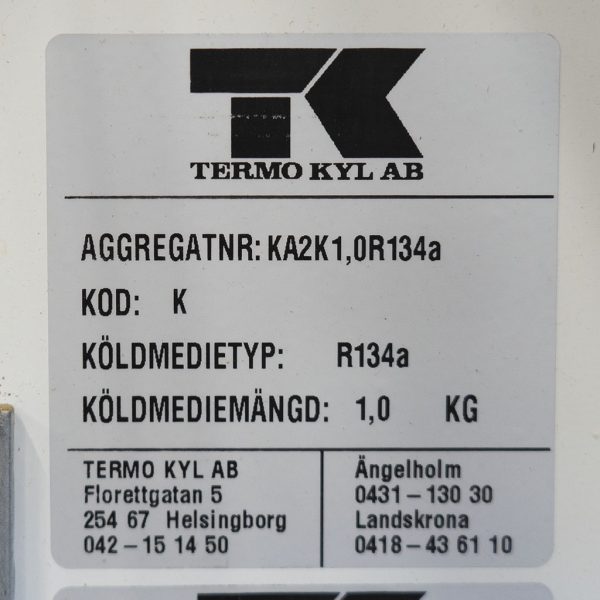 TK
TERMO KYL AB
AGGREGATNR: KA2K1,0R134a
KOD: K
KÖLDMEDIETYP: R134a
KÖLDMEDIEMÄNGD: 1,0 KG
TERMO KYL AB
Florettgatan 5
254 67 Helsingborg
042-15 14 50
Ängelholm
0431-130 30
Landskrona
0418-43 61 10